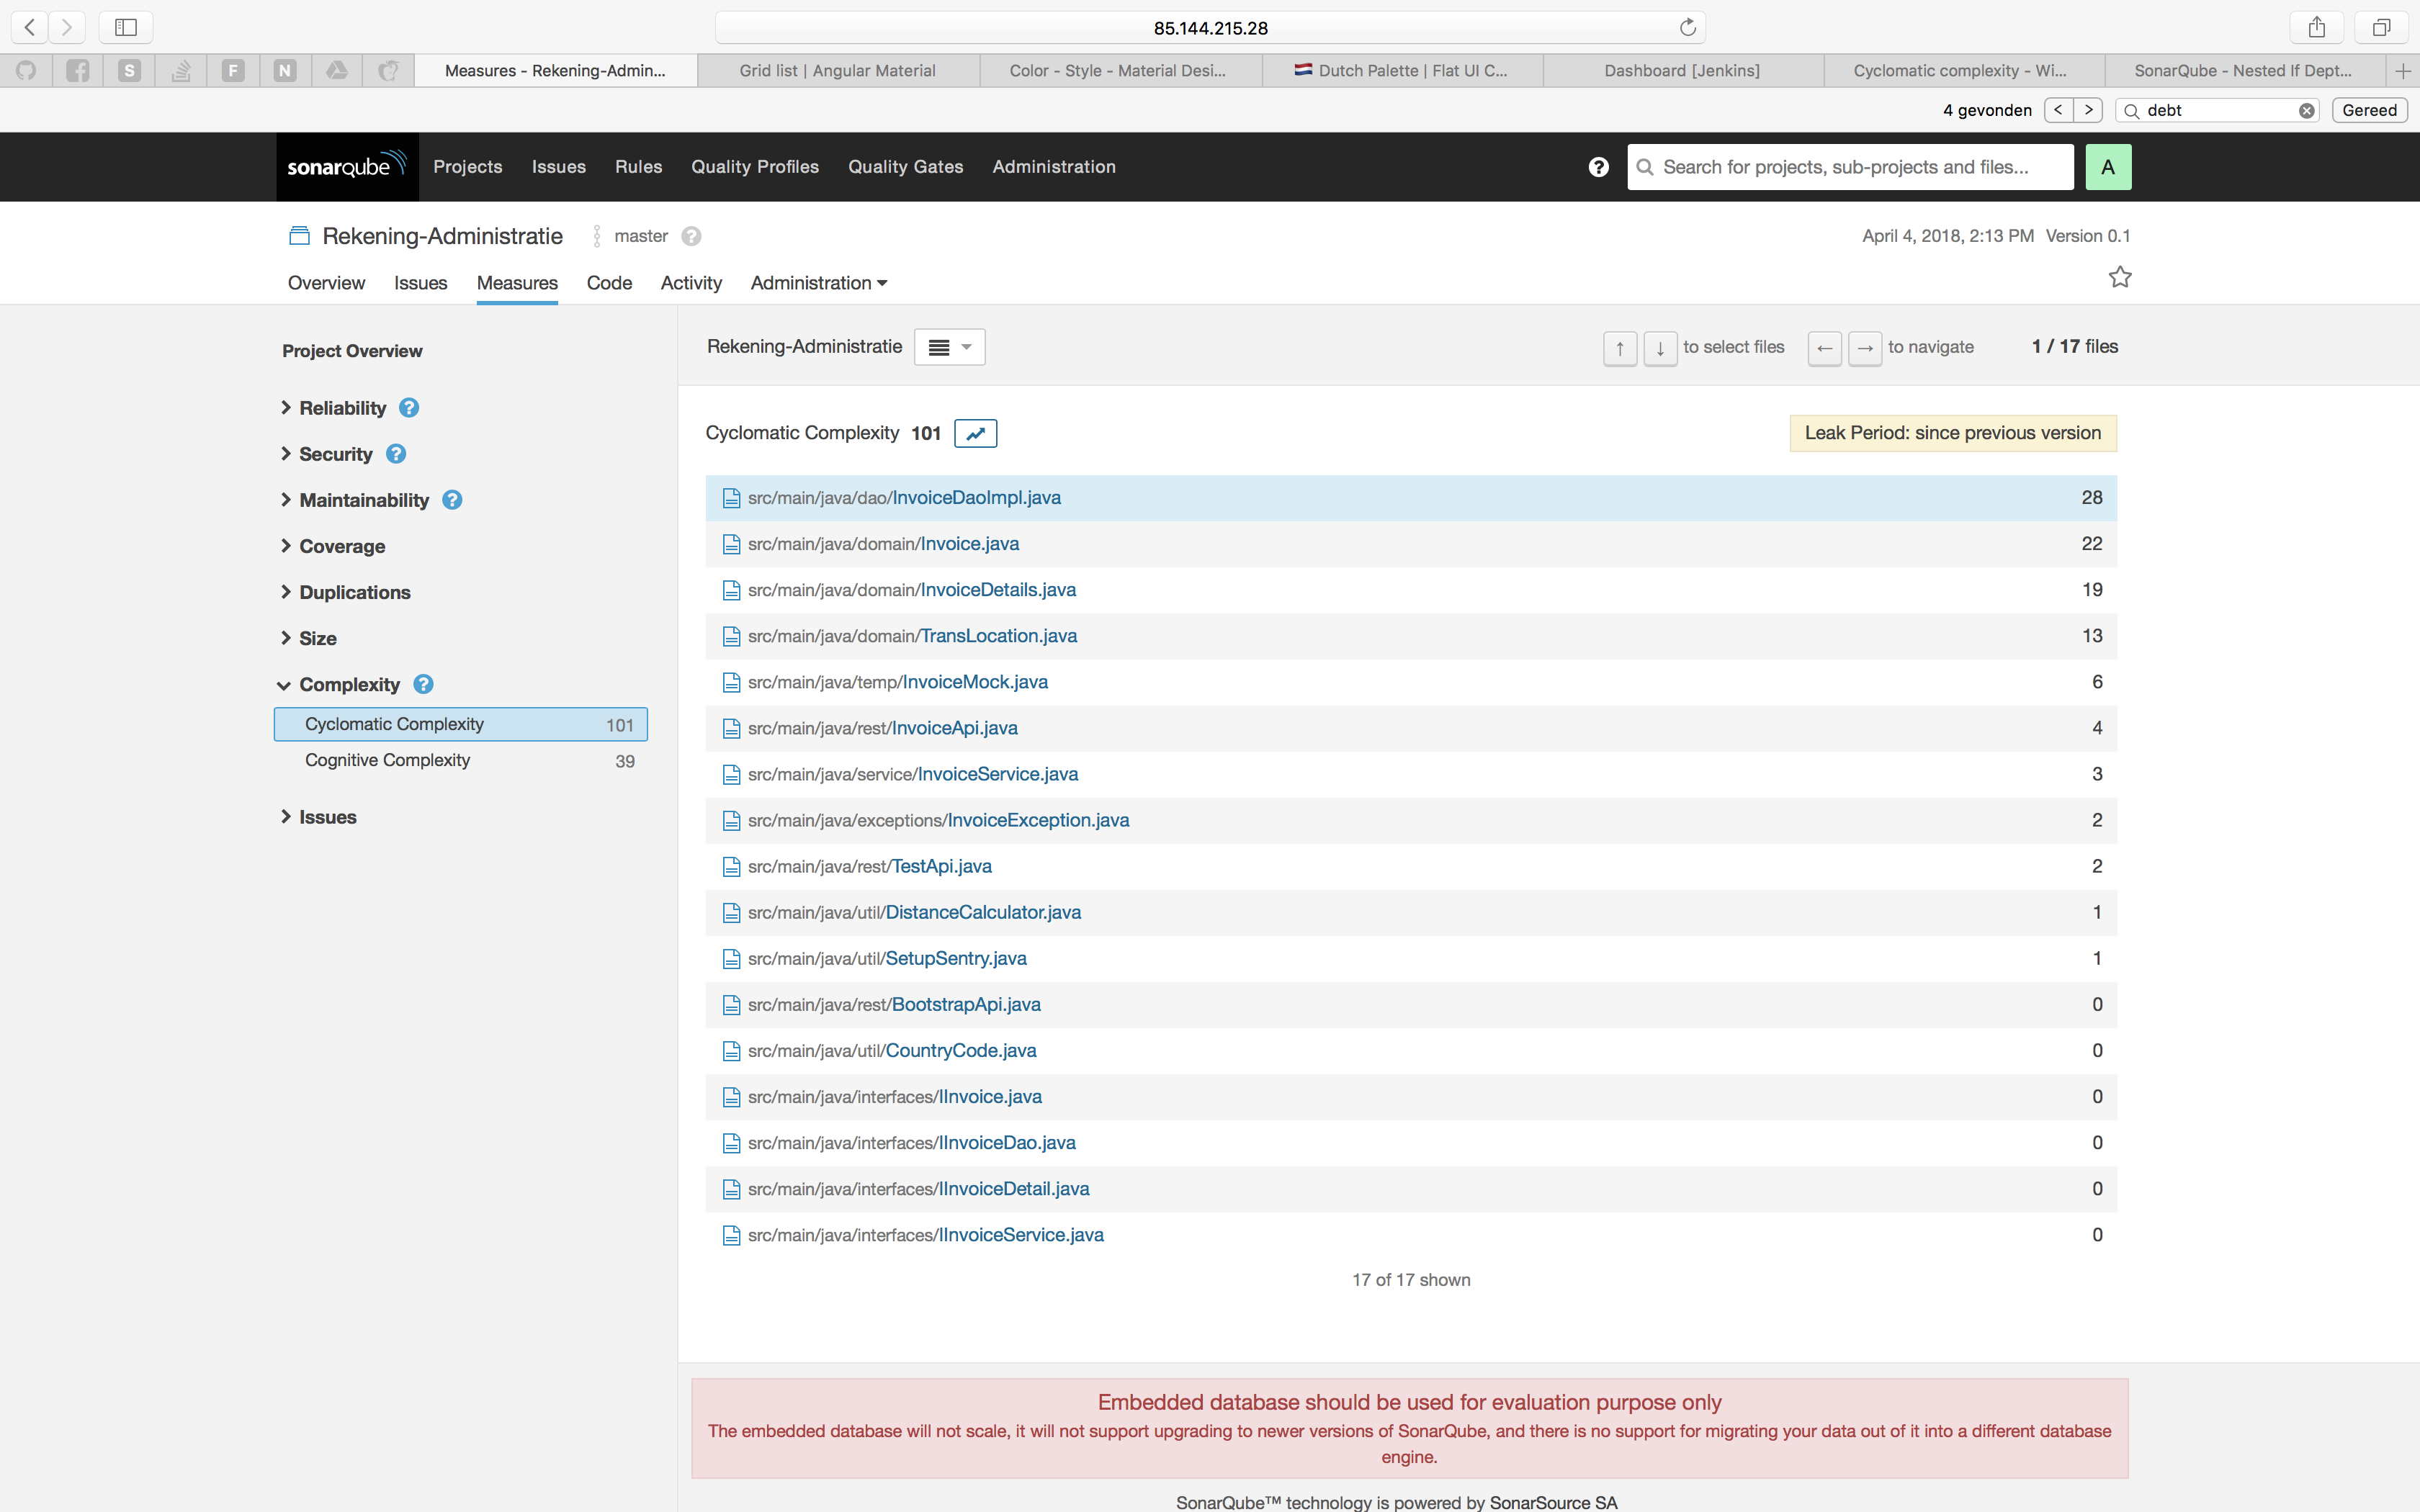 85.144.215.28
S
F
N
Measures - Rekening-Admin...
Grid list | Angular Material
Color - Style - Material Desi...
Dutch Palette | Flat UI C...
Dashboard [Jenkins]
Cyclomatic complexity - Wi...
SonarQube - Nested If Dept...
4 gevonden
debt
Gereed
sonarqube
Projects
Issues
Rules
Quality Profiles
Quality Gates
Administration
Search for projects, sub-projects and files...
A
Rekening-Administratie
master
April 4, 2018, 2:13 PM Version 0.1
Overview
Issues
Measures
Code
Activity
Administration
Project Overview
Reliability
Security
Maintainability
Coverage
Duplications
Size
Complexity
Cyclomatic Complexity 101
Cognitive Complexity 39
Issues
Rekening-Administratie
↑ ↓ to select files ← → to navigate 1 / 17 files
Cyclomatic Complexity 101
Leak Period: since previous version
src/main/java/dao/InvoiceDaoImpl.java 28
src/main/java/domain/Invoice.java 22
src/main/java/domain/InvoiceDetails.java 19
src/main/java/domain/TransLocation.java 13
src/main/java/temp/InvoiceMock.java 6
src/main/java/rest/InvoiceApi.java 4
src/main/java/service/InvoiceService.java 3
src/main/java/exceptions/InvoiceException.java 2
src/main/java/rest/TestApi.java 2
src/main/java/util/DistanceCalculator.java 1
src/main/java/util/SetupSentry.java 1
src/main/java/rest/BootstrapApi.java 0
src/main/java/util/CountryCode.java 0
src/main/java/interfaces/IInvoice.java 0
src/main/java/interfaces/IInvoiceDao.java 0
src/main/java/interfaces/IInvoiceDetail.java 0
src/main/java/interfaces/IInvoiceService.java 0
17 of 17 shown
Embedded database should be used for evaluation purpose only
The embedded database will not scale, it will not support upgrading to newer versions of SonarQube, and there is no support for migrating your data out of it into a different database
engine.
SonarQube™ technology is powered by SonarSource SA